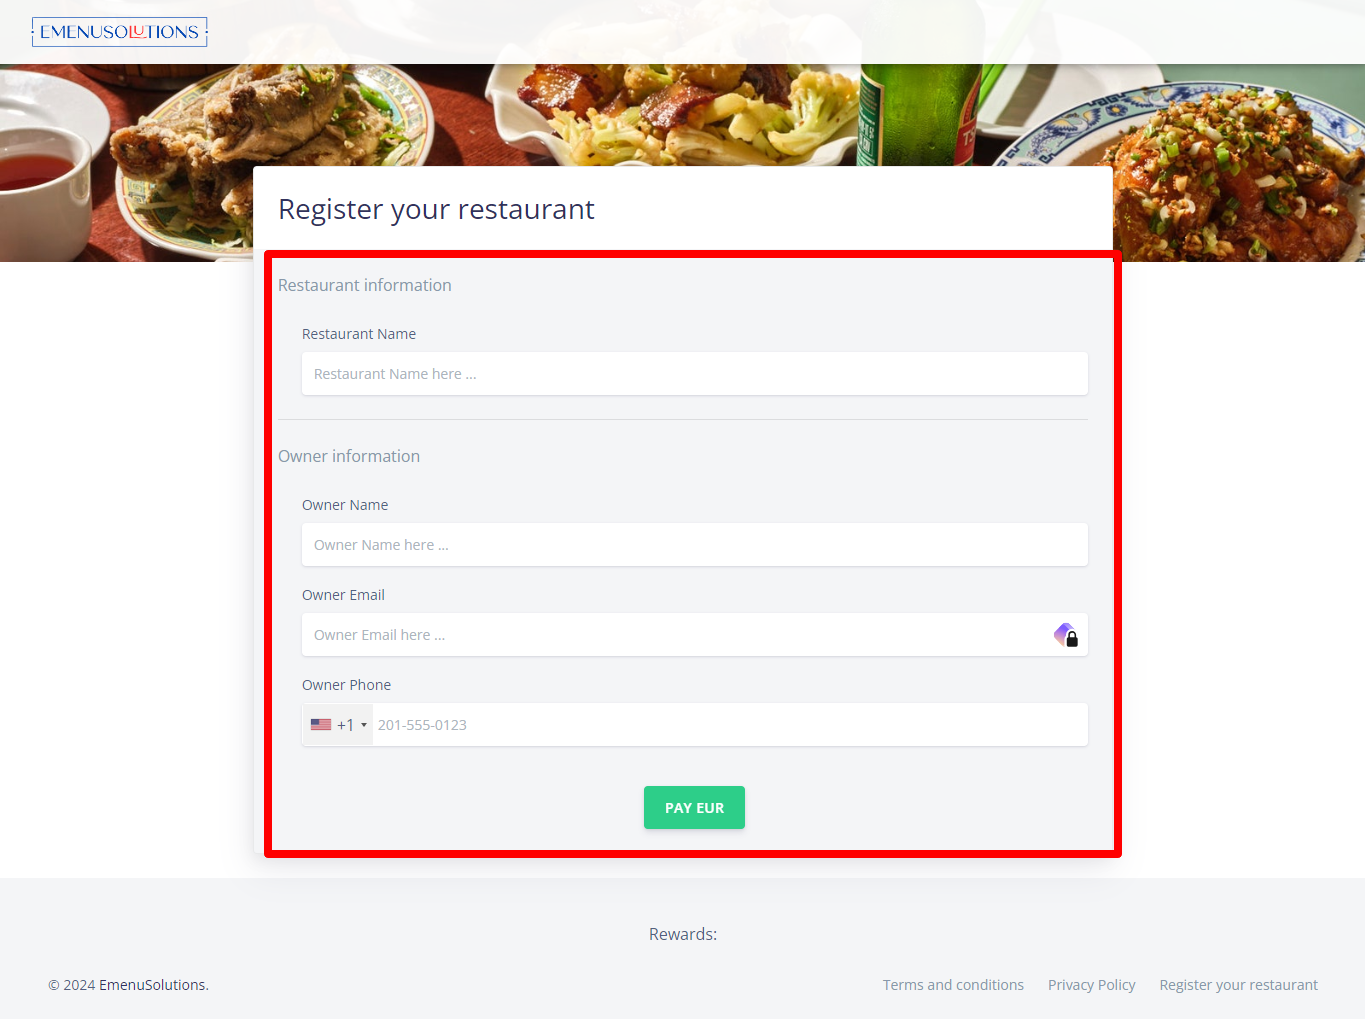 EMENUSOLUTIONS
Register your restaurant
Restaurant information
Restaurant Name
Restaurant Name here ...
Owner information
Owner Name
Owner Name here ...
Owner Email
Owner Email here ...
Owner Phone
+1 201-555-0123
PAY EUR
Rewards:
© 2024 EmenuSolutions.
Terms and conditions Privacy Policy Register your restaurant